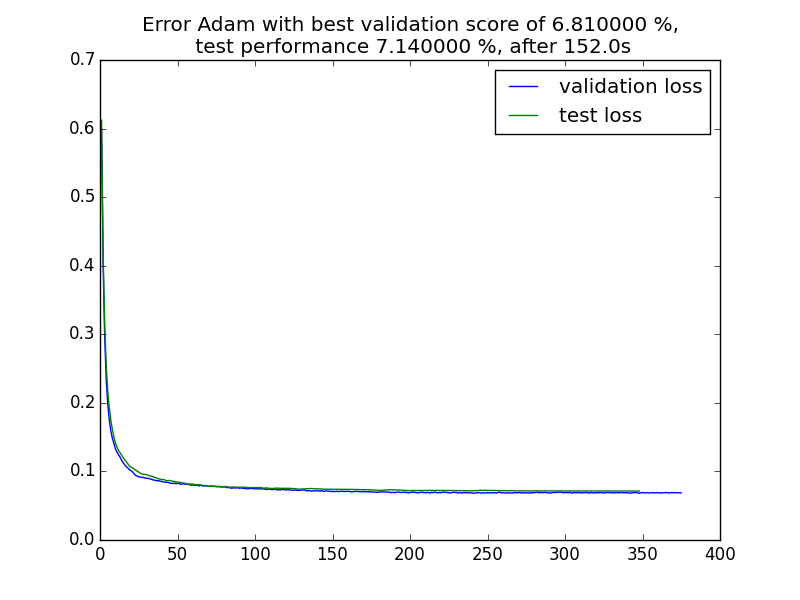 Error Adam with best validation score of 6.810000 %,
test performance 7.140000 %, after 152.0s
validation loss
test loss
0.7
0.6
0.5
0.4
0.3
0.2
0.1
0.0
0 50 100 150 200 250 300 350 400